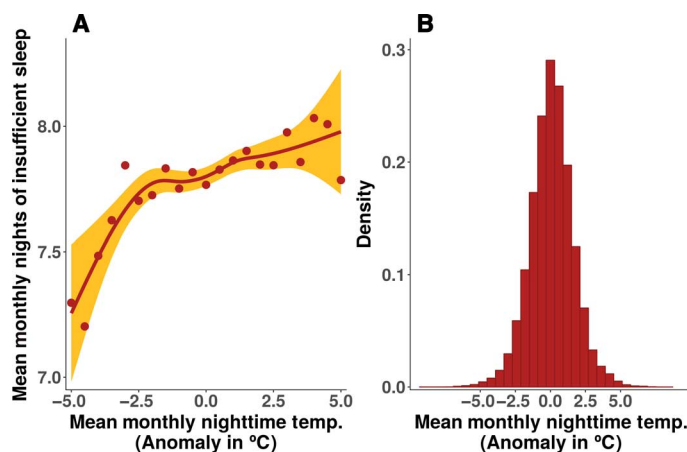 A
Mean monthly nights of insufficient sleep
8.0
7.5
7.0
−5.0 −2.5 0.0 2.5 5.0
Mean monthly nighttime temp.
(Anomaly in ºC)
B
Density
0.3
0.2
0.1
0.0
−5.0 −2.5 0.0 2.5 5.0
Mean monthly nighttime temp.
(Anomaly in ºC)